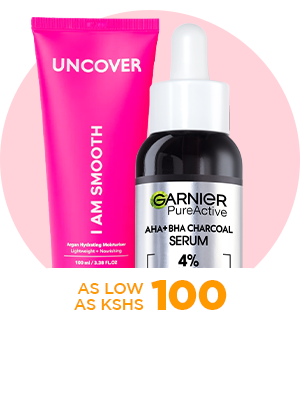 UNCOVER
I AM SMOOTH
Argan Hydrating Moisturiser
Lightweight + Nourishing
100 ml / 3.38 FL.OZ
GARNIER
PureActive
AHA+BHA CHARCOAL
SERUM
4%
AS LOW
AS KSHS 100